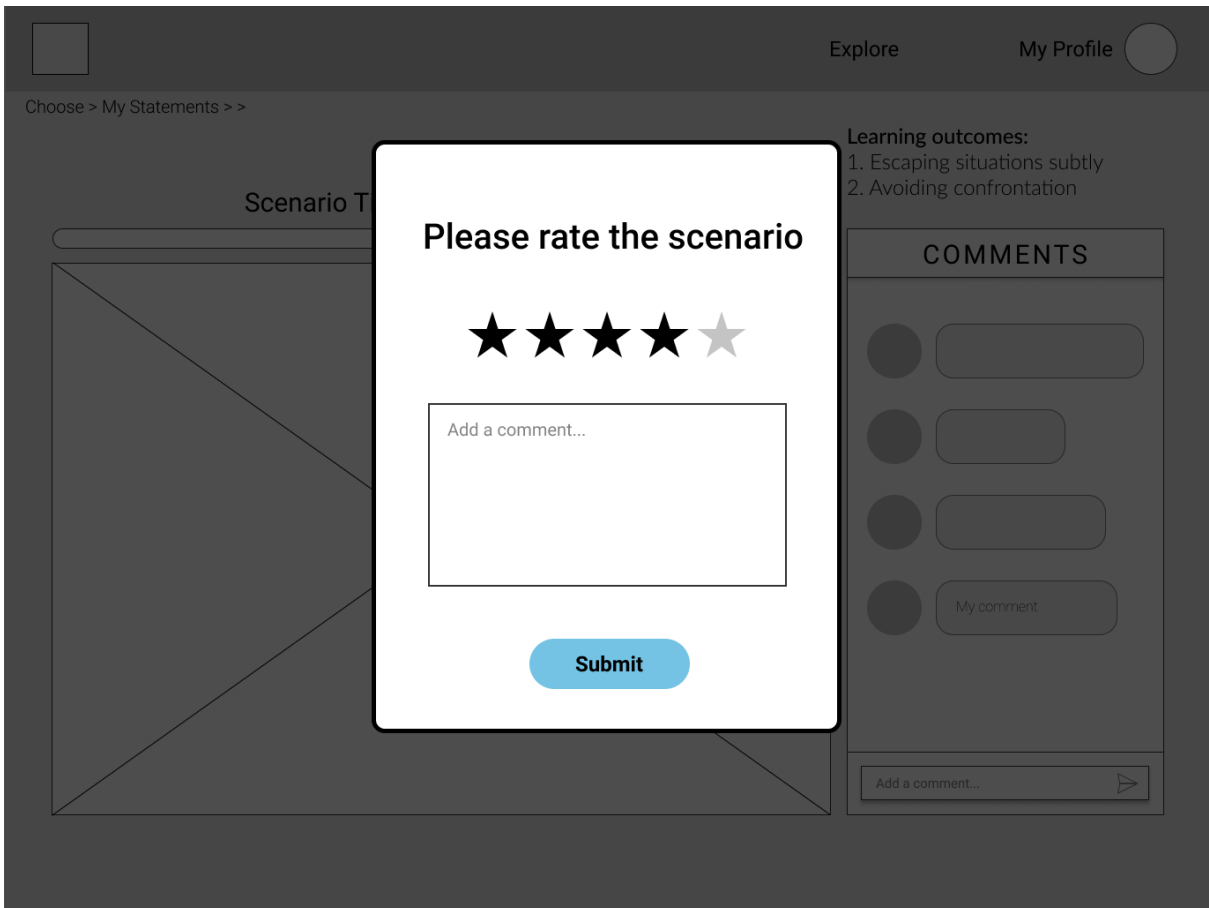 Explore
My Profile
Choose > My Statements > >
Learning outcomes:
1. Escaping situations subtly
2. Avoiding confrontation
Scenario T
COMMENTS
Please rate the scenario
Add a comment...
Submit
My comment
Add a comment...